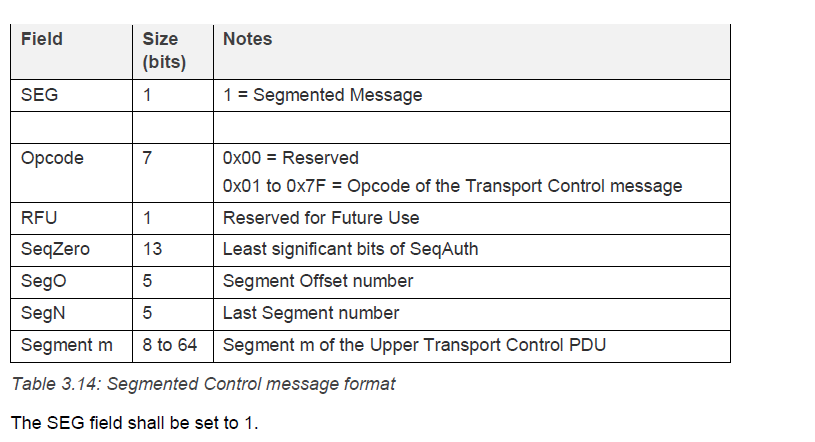 Field Size (bits) Notes
SEG 1 1 = Segmented Message
Opcode 7 0x00 = Reserved
0x01 to 0x7F = Opcode of the Transport Control message
RFU 1 Reserved for Future Use
SeqZero 13 Least significant bits of SeqAuth
SegO 5 Segment Offset number
SegN 5 Last Segment number
Segment m 8 to 64 Segment m of the Upper Transport Control PDU
Table 3.14: Segmented Control message format
The SEG field shall be set to 1.